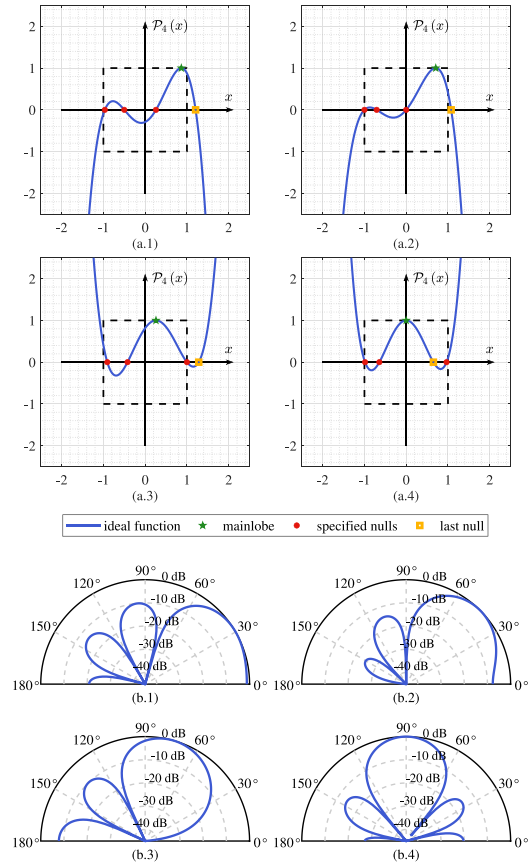 𝒫₄ (x)
𝒫₄ (x)
2
1
0
-1
-2
x
2
1
0
-1
-2
x
-2 -1 0 1 2
-2 -1 0 1 2
(a.1)
(a.2)
𝒫₄ (x)
𝒫₄ (x)
2
1
0
-1
-2
x
2
1
0
-1
-2
x
-2 -1 0 1 2
-2 -1 0 1 2
(a.3)
(a.4)
ideal function mainlobe specified nulls last null
90° 0 dB
120° 60°
150° 30°
180° 0°
-10 dB
-20 dB
-30 dB
-40 dB
(b.1)
90° 0 dB
120° 60°
150° 30°
180° 0°
-10 dB
-20 dB
-30 dB
-40 dB
(b.2)
90° 0 dB
120° 60°
150° 30°
180° 0°
-10 dB
-20 dB
-30 dB
-40 dB
(b.3)
90° 0 dB
120° 60°
150° 30°
180° 0°
-10 dB
-20 dB
-30 dB
-40 dB
(b.4)